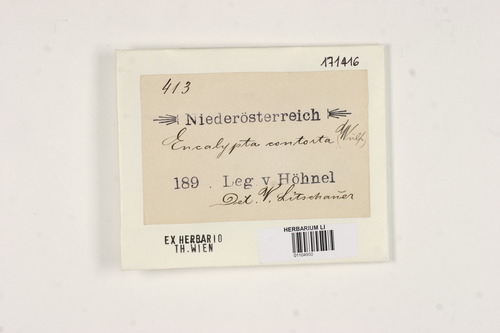 171416
413
Niederösterreich
Encalypta contorta (Wulf)
189 . Leg v Höhnel
Det. V. Litschauer
EX HERBARIO
TH. WIEN
HERBARIUM LI